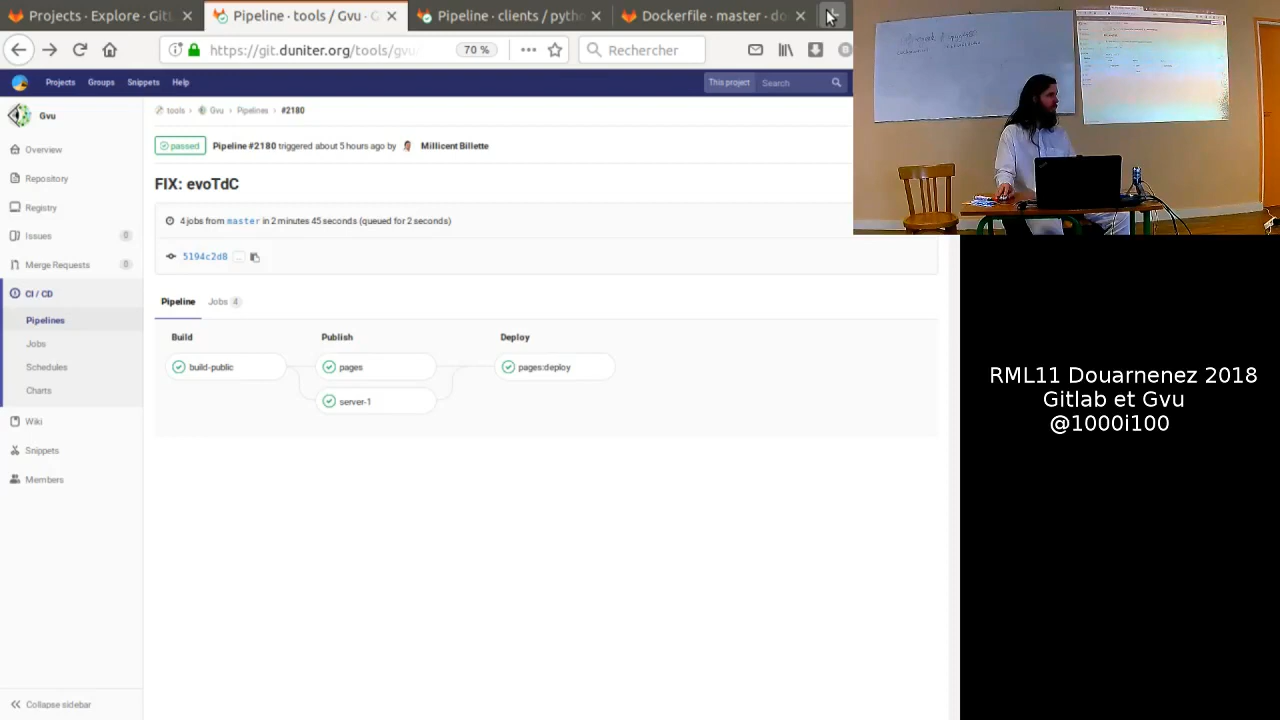 Projects · Explore · Gitl
Pipeline · tools / Gvu · G
Pipeline · clients / pyth
Dockerfile · master · do
https://git.duniter.org/tools/gvu
70 %
Rechercher
Projects
Groups
Snippets
Help
This project
Search
Gvu
tools › Gvu › Pipelines › #2180
Overview
passed
Pipeline #2180 triggered about 5 hours ago by Millicent Billette
Repository
FIX: evoTdC
Registry
4 jobs from master in 2 minutes 45 seconds (queued for 2 seconds)
Issues 0
5194c2d8 ...
Merge Requests 0
CI / CD
Pipeline
Jobs 4
Pipelines
Build
Publish
Deploy
Jobs
build-public
pages
pages:deploy
Schedules
server-1
Charts
Wiki
Snippets
Members
Collapse sidebar
RML11 Douarnenez 2018
Gitlab et Gvu
@1000i100